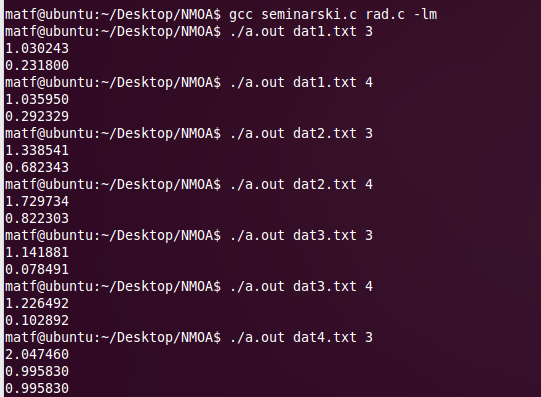 matf@ubuntu:~/Desktop/NMOA$ gcc seminarski.c rad.c -lm
matf@ubuntu:~/Desktop/NMOA$ ./a.out dat1.txt 3
1.030243
0.231800
matf@ubuntu:~/Desktop/NMOA$ ./a.out dat1.txt 4
1.035950
0.292329
matf@ubuntu:~/Desktop/NMOA$ ./a.out dat2.txt 3
1.338541
0.682343
matf@ubuntu:~/Desktop/NMOA$ ./a.out dat2.txt 4
1.729734
0.822303
matf@ubuntu:~/Desktop/NMOA$ ./a.out dat3.txt 3
1.141881
0.078491
matf@ubuntu:~/Desktop/NMOA$ ./a.out dat3.txt 4
1.226492
0.102892
matf@ubuntu:~/Desktop/NMOA$ ./a.out dat4.txt 3
2.047460
0.995830
0.995830